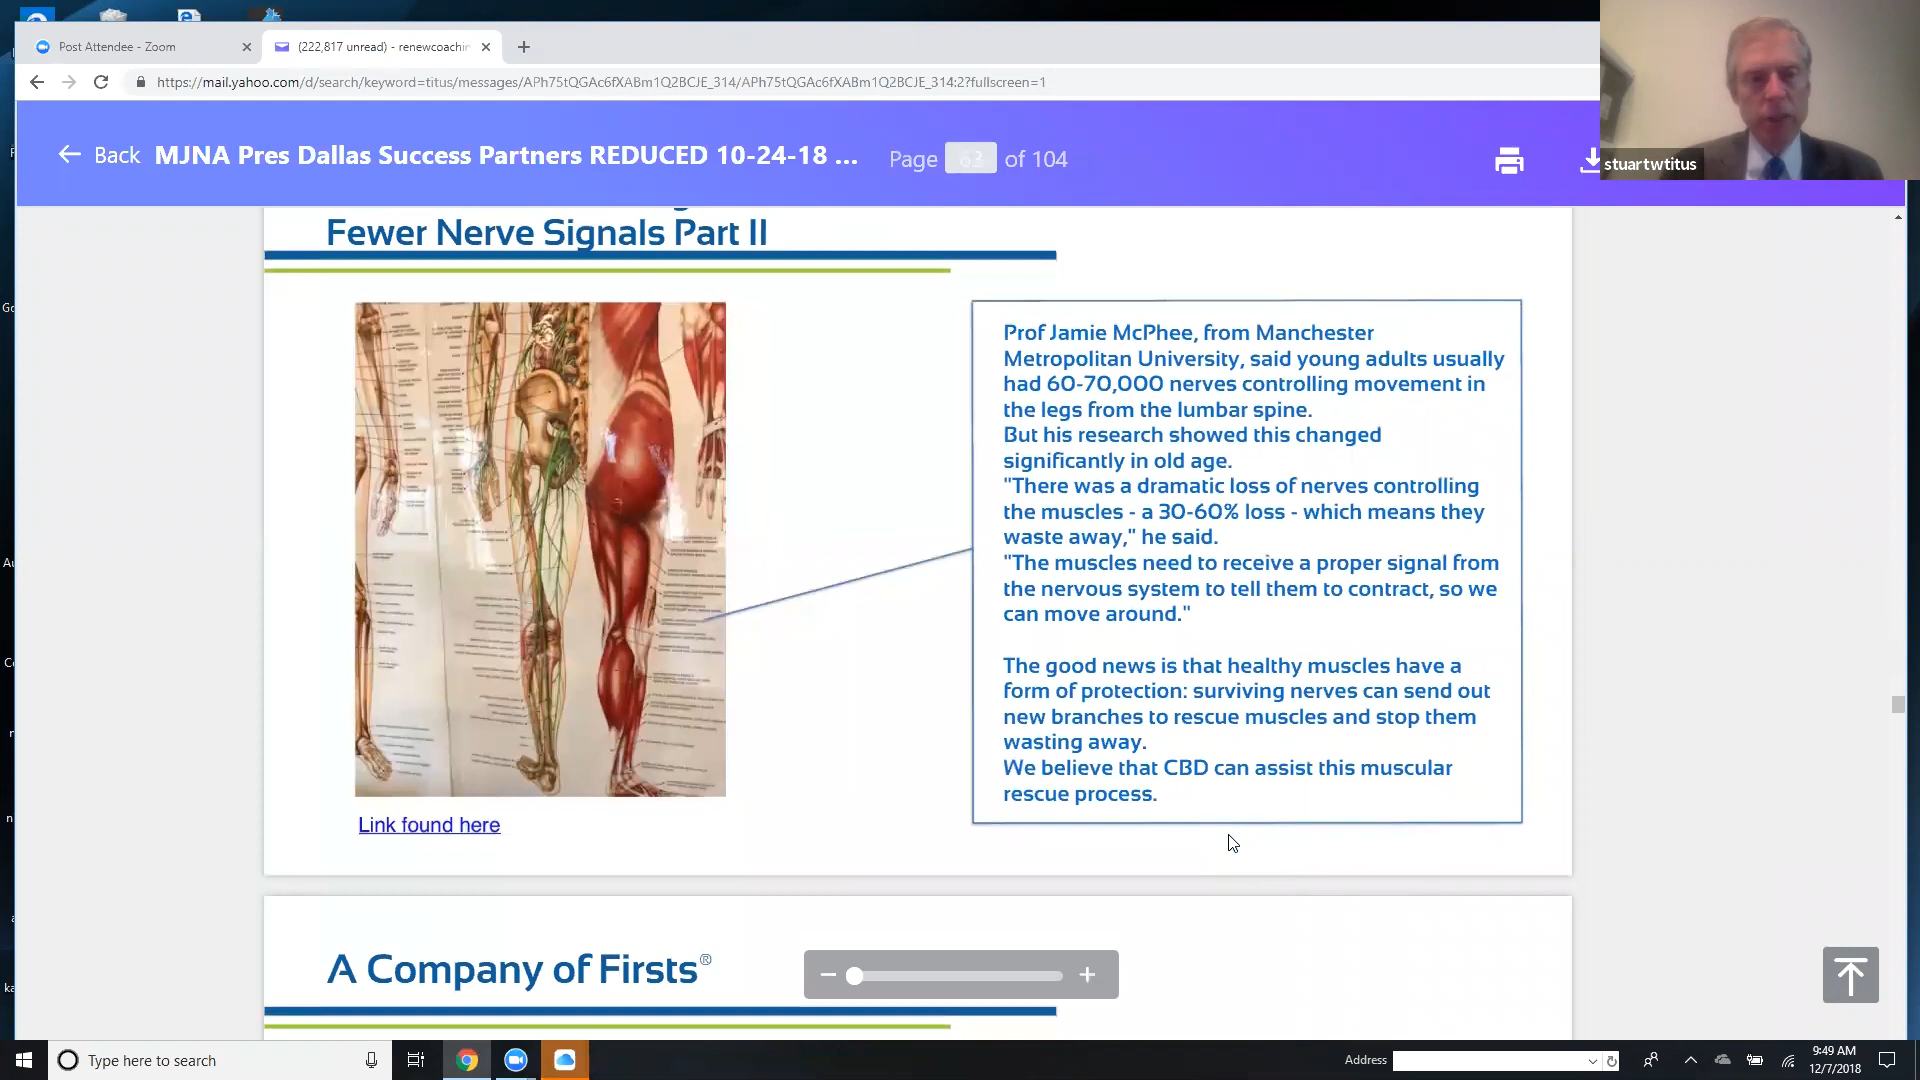 Post Attendee - Zoom
(222,817 unread) - renewcoachin
https://mail.yahoo.com/d/search/keyword=titus/messages/APh75tQGAc6fXABm1Q2BCJE_314/APh75tQGAc6fXABm1Q2BCJE_314:2?fullscreen=1
Back MJNA Pres Dallas Success Partners REDUCED 10-24-18 ... Page 62 of 104
stuartwtitus
Fewer Nerve Signals Part II
Prof Jamie McPhee, from Manchester
Metropolitan University, said young adults usually
had 60-70,000 nerves controlling movement in
the legs from the lumbar spine.
But his research showed this changed
significantly in old age.
"There was a dramatic loss of nerves controlling
the muscles - a 30-60% loss - which means they
waste away," he said.
"The muscles need to receive a proper signal from
the nervous system to tell them to contract, so we
can move around."
The good news is that healthy muscles have a
form of protection: surviving nerves can send out
new branches to rescue muscles and stop them
wasting away.
We believe that CBD can assist this muscular
rescue process.
Link found here
A Company of Firsts®
Type here to search
Address
9:49 AM
12/7/2018